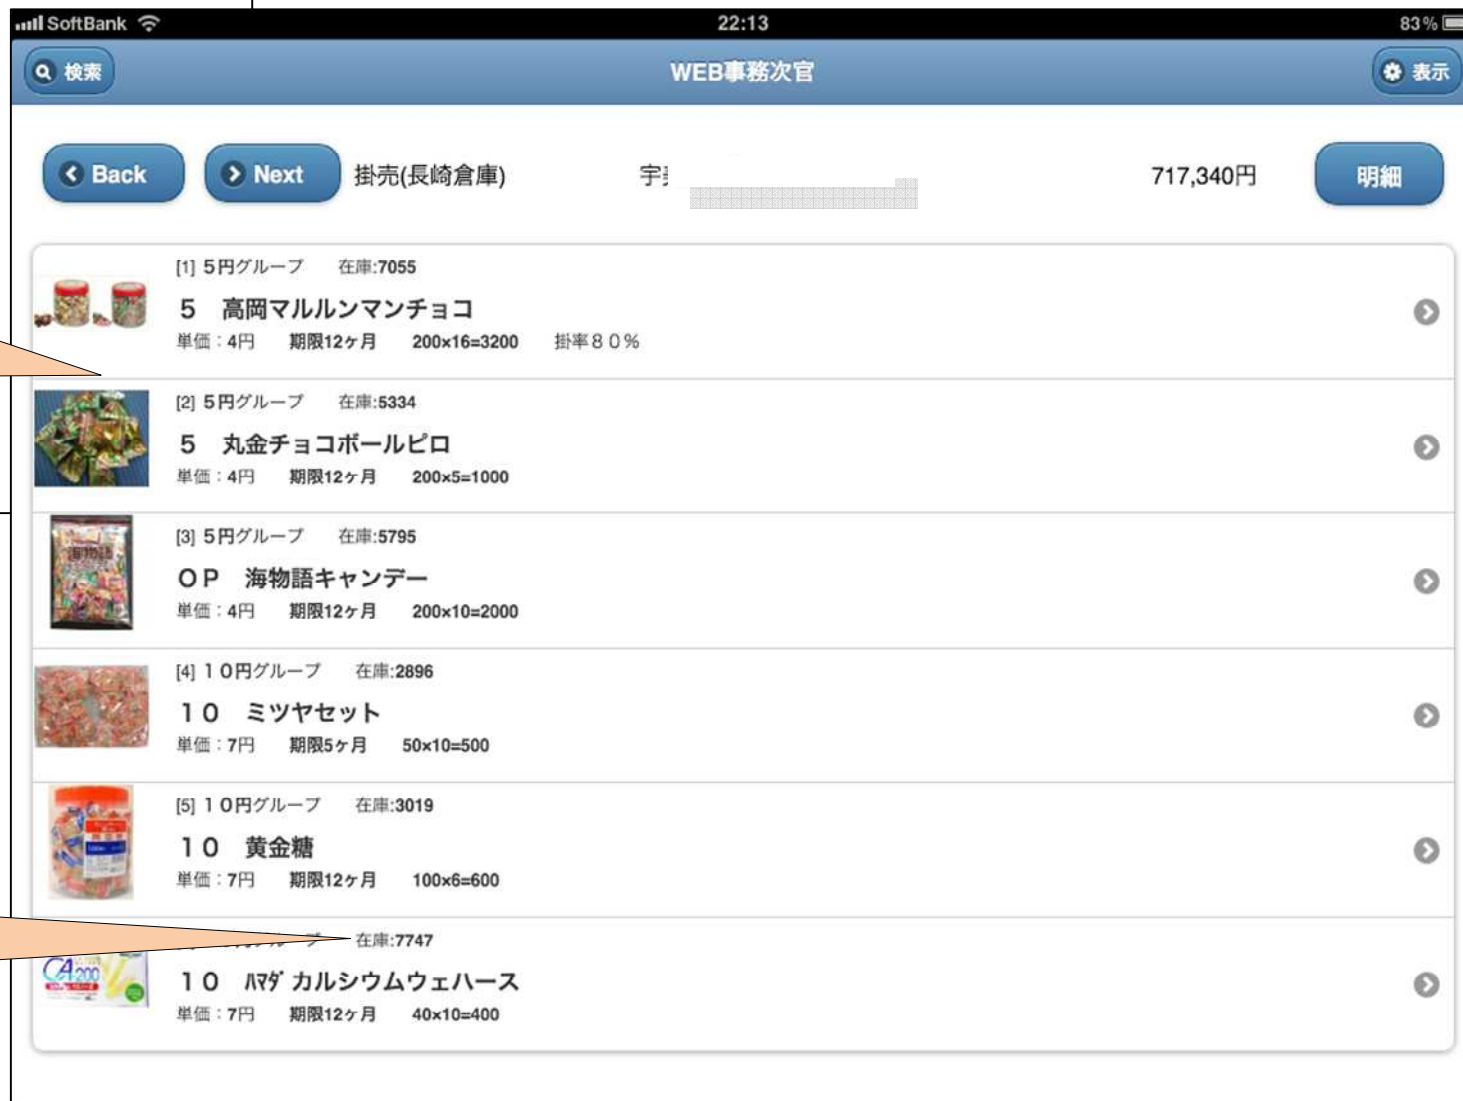 SoftBank 22:13 83%
検索 WEB事務次官 表示
Back Next 掛売(長崎倉庫) 宇 717,340円 明細
[1] 5円グループ 在庫:7055
5 高岡マルルンマンチョコ
単価:4円 期限12ヶ月 200x16=3200 掛率80%
[2] 5円グループ 在庫:5334
5 丸金チョコボールピロ
単価:4円 期限12ヶ月 200x5=1000
[3] 5円グループ 在庫:5795
OP 海物語キャンデー
単価:4円 期限12ヶ月 200x10=2000
[4] 10円グループ 在庫:2896
10 ミツヤセット
単価:7円 期限5ヶ月 50x10=500
[5] 10円グループ 在庫:3019
10 黄金糖
単価:7円 期限12ヶ月 100x6=600
在庫:7747
CA200
10 ハマダ カルシウムウェハース
単価:7円 期限12ヶ月 40x10=400